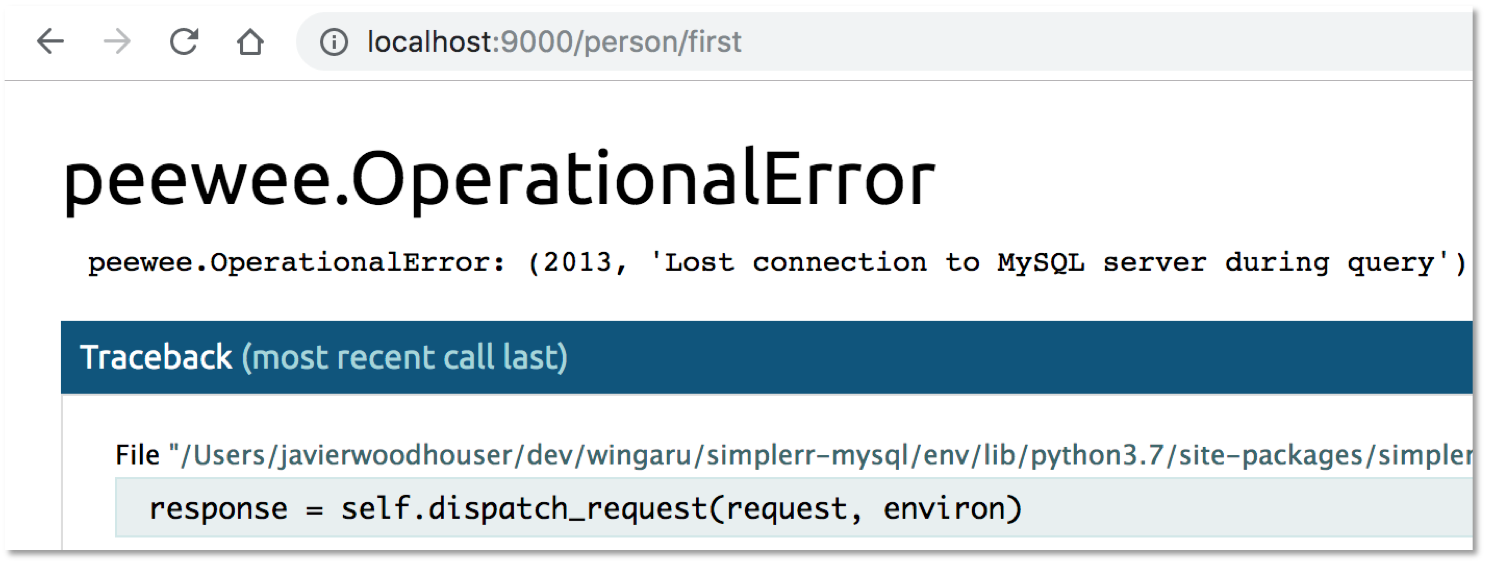 localhost:9000/person/first
peewee.OperationalError
peewee.OperationalError: (2013, 'Lost connection to MySQL server during query')
Traceback (most recent call last)
File "/Users/javierwoodhouser/dev/wingaru/simplerr-mysql/env/lib/python3.7/site-packages/simpler
response = self.dispatch_request(request, environ)